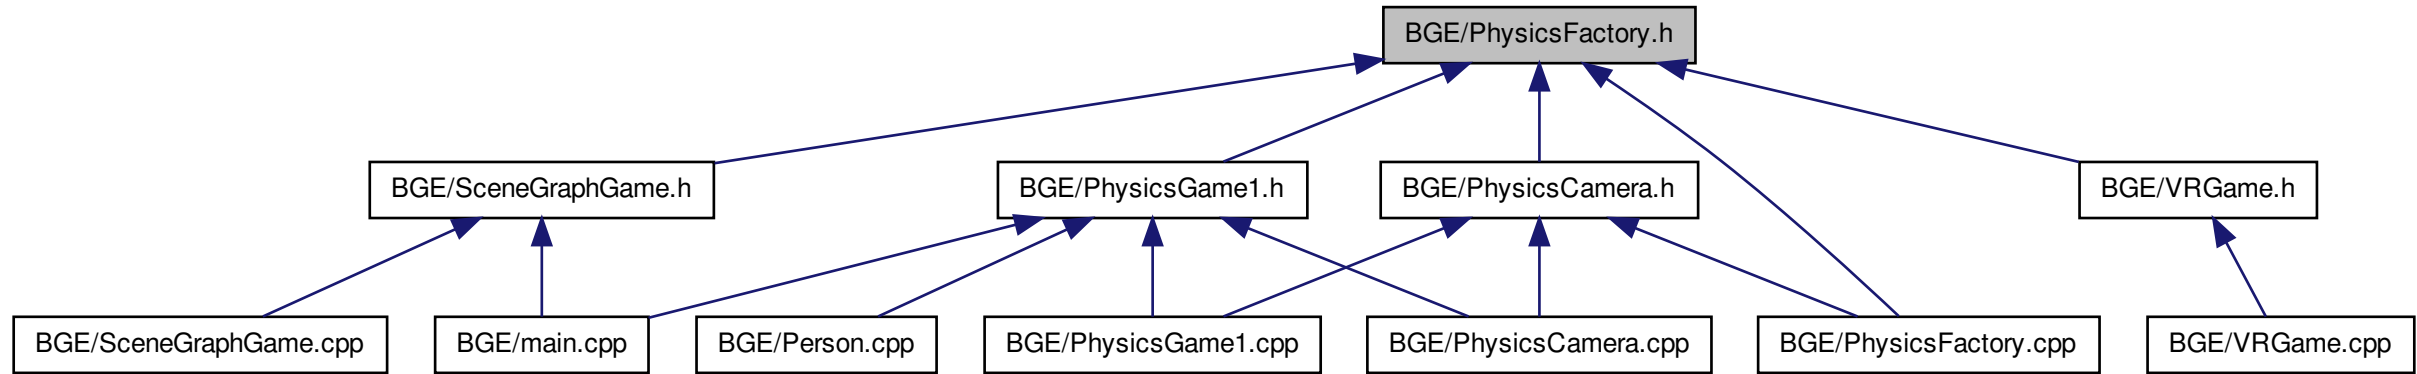 BGE/PhysicsFactory.h
BGE/SceneGraphGame.h
BGE/PhysicsGame1.h
BGE/PhysicsCamera.h
BGE/VRGame.h
BGE/SceneGraphGame.cpp
BGE/main.cpp
BGE/Person.cpp
BGE/PhysicsGame1.cpp
BGE/PhysicsCamera.cpp
BGE/PhysicsFactory.cpp
BGE/VRGame.cpp